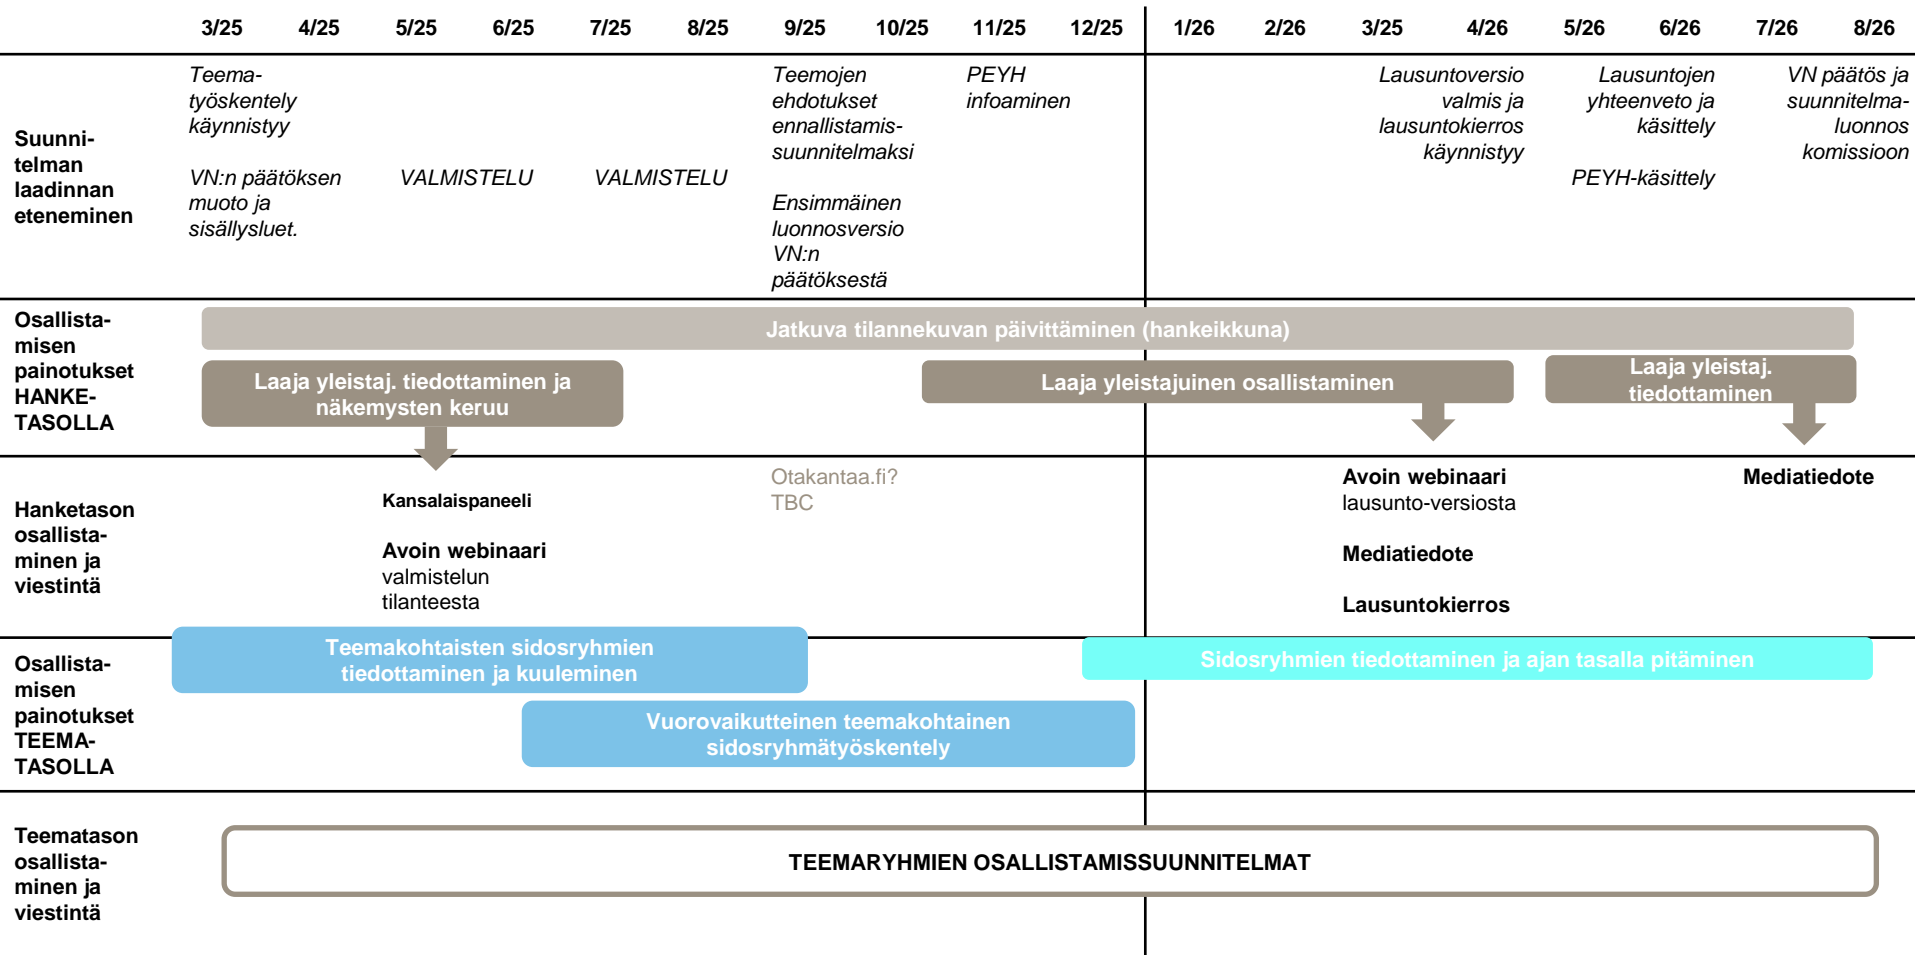 3/25 4/25 5/25 6/25 7/25 8/25 9/25 10/25 11/25 12/25 1/26 2/26 3/25 4/26 5/26 6/26 7/26 8/26
Suunni-
telman
laadinnan
eteneminen
Teema-
työskentely
käynnistyy
VN:n päätöksen
muoto ja
sisällysluet.
VALMISTELU
VALMISTELU
Teemojen
ehdotukset
ennallistamis-
suunnitelmaksi
Ensimmäinen
luonnosversio
VN:n
päätöksestä
PEYH
infoaminen
Lausuntoversio
valmis ja
lausuntokierros
käynnistyy
Lausuntojen
yhteenveto ja
käsittely
PEYH-käsittely
VN päätös ja
suunnitelma-
luonnos
komissioon
Osallista-
misen
painotukset
HANKE-
TASOLLA
Jatkuva tilannekuvan päivittäminen (hankeikkuna)
Laaja yleistaj. tiedottaminen ja
näkemysten keruu
Laaja yleistajuinen osallistaminen
Laaja yleistaj.
tiedottaminen
Hanketason
osallista-
minen ja
viestintä
Kansalaispaneeli
Avoin webinaari
valmistelun
tilanteesta
Otakantaa.fi?
TBC
Avoin webinaari
lausunto-versiosta
Mediatiedote
Lausuntokierros
Mediatiedote
Osallista-
misen
painotukset
TEEMA-
TASOLLA
Teemakohtaisten sidosryhmien
tiedottaminen ja kuuleminen
Sidosryhmien tiedottaminen ja ajan tasalla pitäminen
Vuorovaikutteinen teemakohtainen
sidosryhmätyöskentely
Teematason
osallista-
minen ja
viestintä
TEEMARYHMIEN OSALLISTAMISSUUNNITELMAT